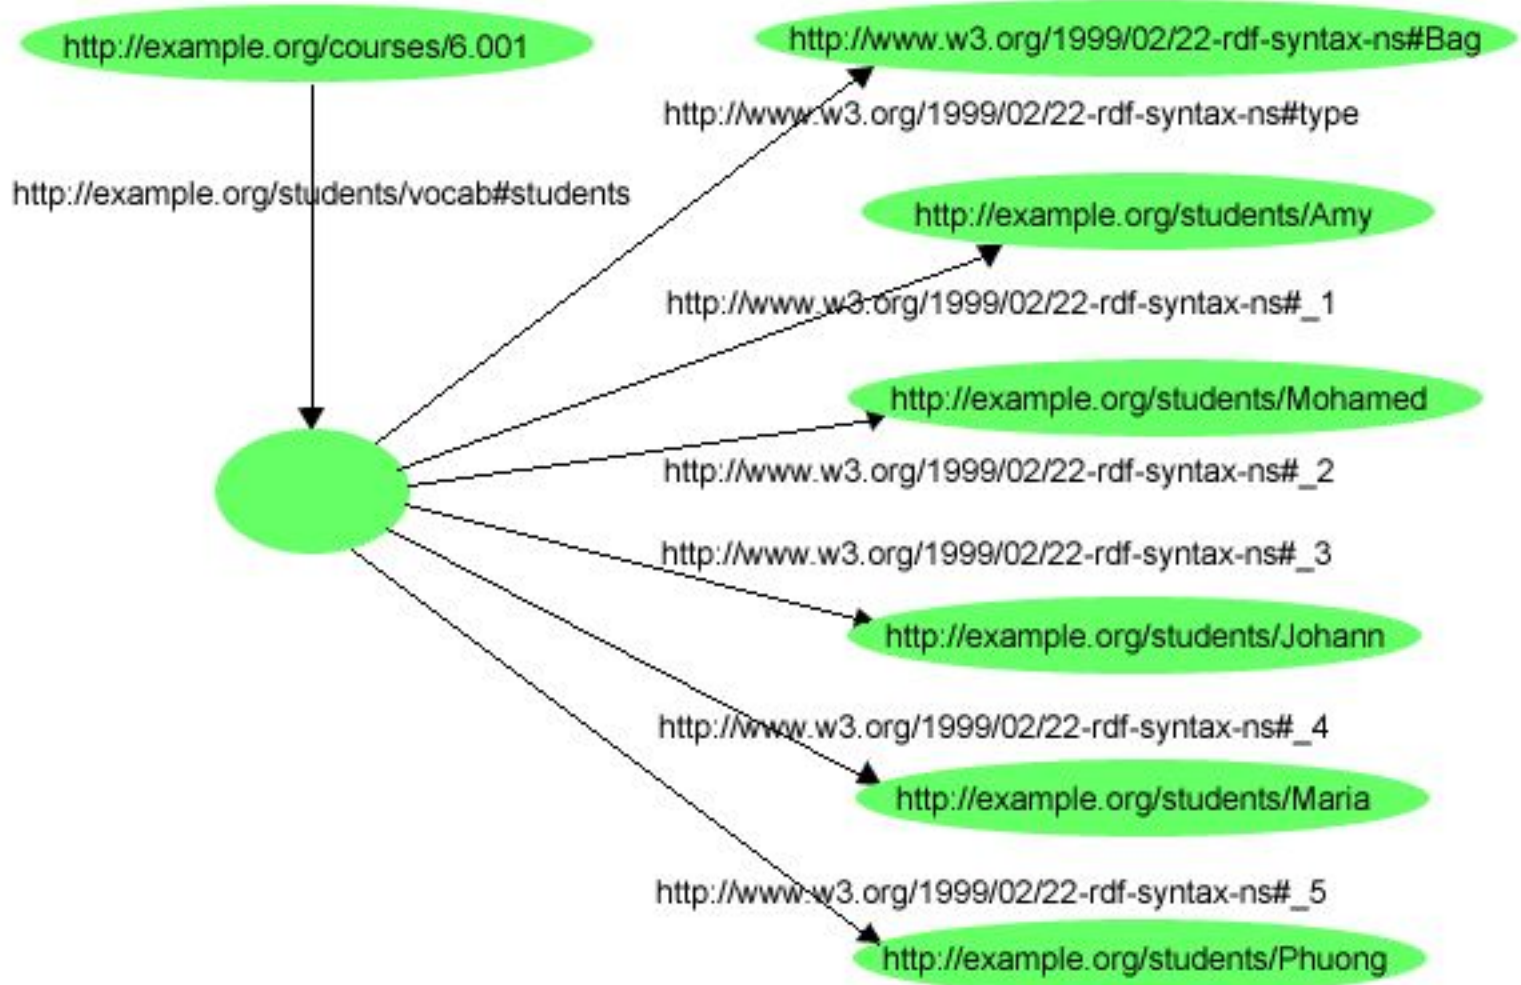 http://example.org/courses/6.001
http://www.w3.org/1999/02/22-rdf-syntax-ns#Bag
http://www.w3.org/1999/02/22-rdf-syntax-ns#type
http://example.org/students/vocab#students
http://example.org/students/Amy
http://www.w3.org/1999/02/22-rdf-syntax-ns#_1
http://example.org/students/Mohamed
http://www.w3.org/1999/02/22-rdf-syntax-ns#_2
http://www.w3.org/1999/02/22-rdf-syntax-ns#_3
http://example.org/students/Johann
http://www.w3.org/1999/02/22-rdf-syntax-ns#_4
http://example.org/students/Maria
http://www.w3.org/1999/02/22-rdf-syntax-ns#_5
http://example.org/students/Phuong